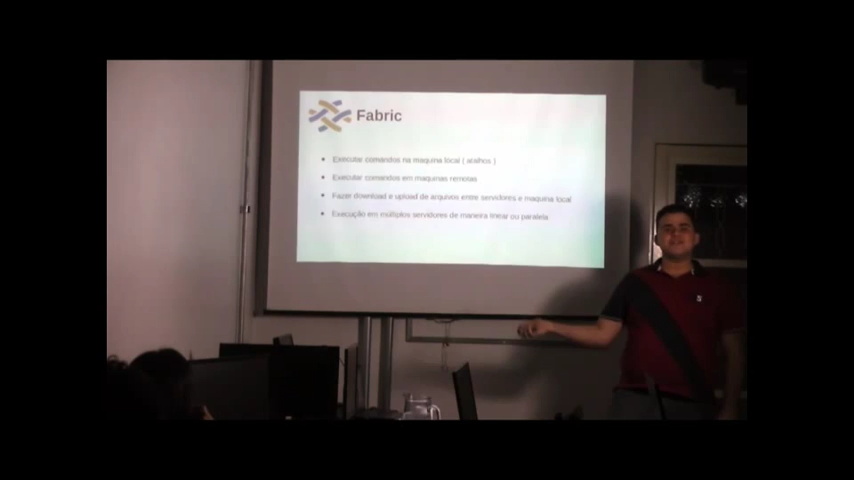 Fabric
Executar comandos na maquina local ( atalhos )
Executar comandos em maquinas remotas
Fazer download e upload de arquivos entre servidores e maquina local
Execução em múltiplos servidores de maneira linear ou paralela